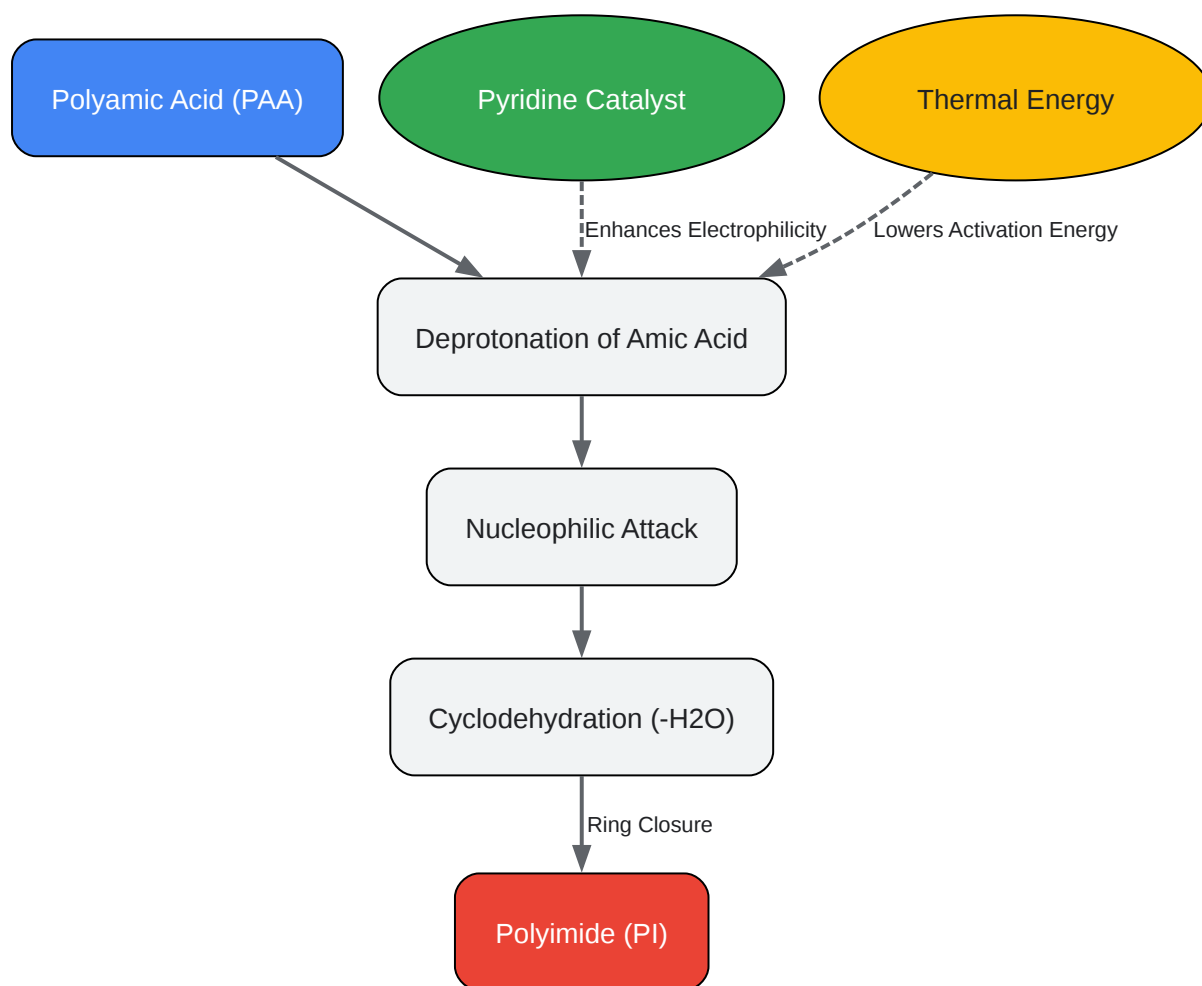 Polyamic Acid (PAA)
Pyridine Catalyst
Thermal Energy
Enhances Electrophilicity
Lowers Activation Energy
Deprotonation of Amic Acid
Nucleophilic Attack
Cyclodehydration (-H2O)
Ring Closure
Polyimide (PI)